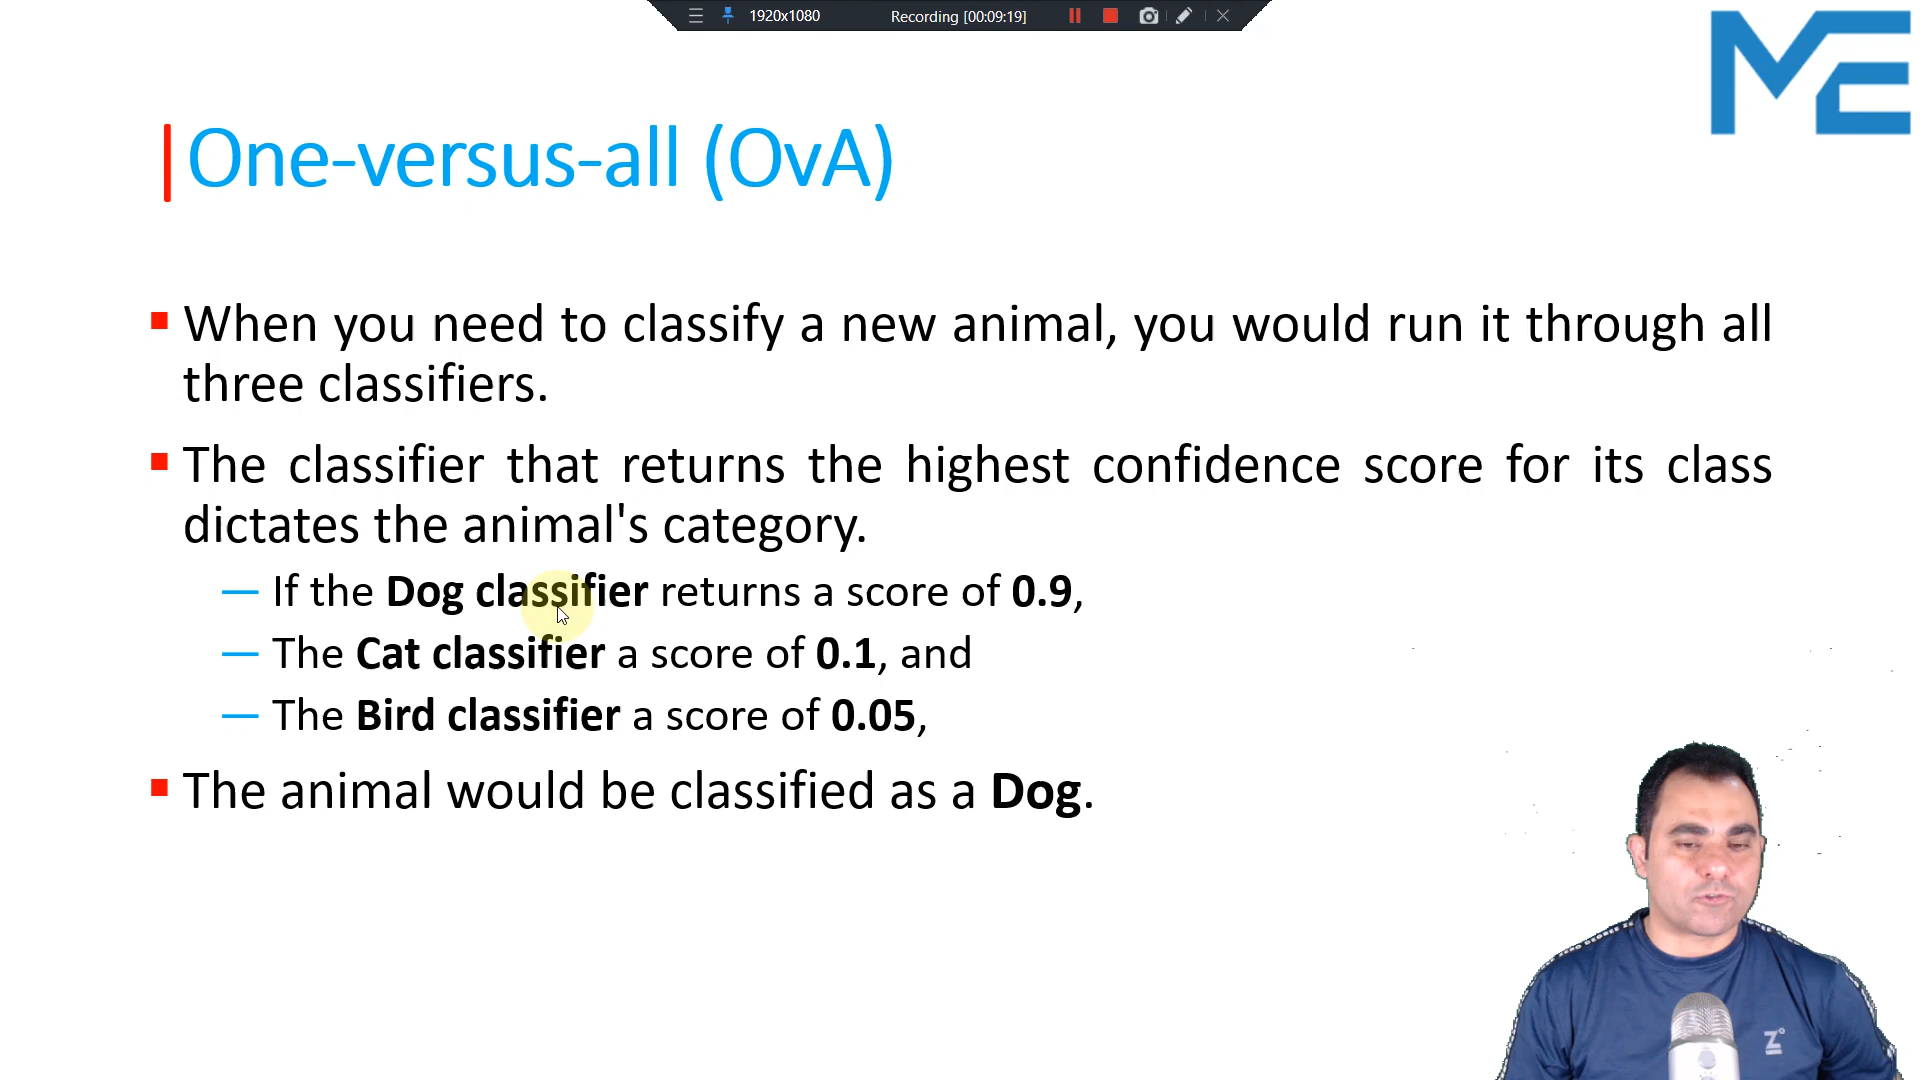 1920x1080 Recording [00:09:19]
ME
One-versus-all (OvA)
When you need to classify a new animal, you would run it through all
three classifiers.
The classifier that returns the highest confidence score for its class
dictates the animal's category.
— If the Dog classifier returns a score of 0.9,
— The Cat classifier a score of 0.1, and
— The Bird classifier a score of 0.05,
The animal would be classified as a Dog.
Z